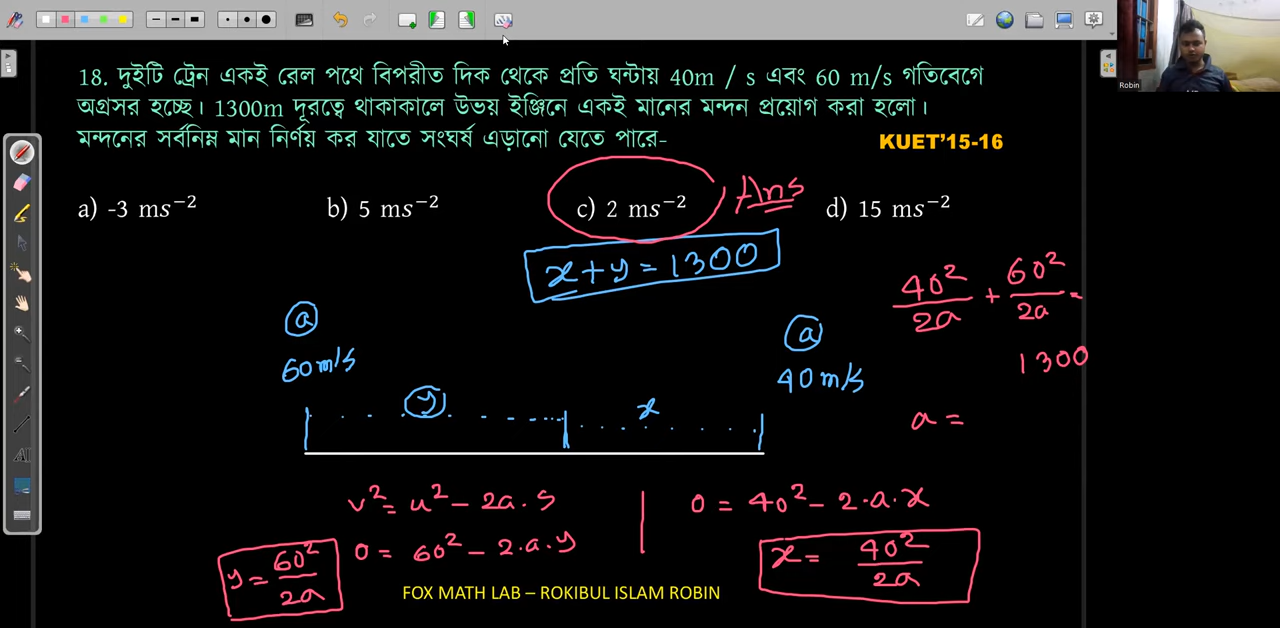 Robin
18. দুইটি ট্রেন একই রেল পথে বিপরীত দিক থেকে প্রতি ঘন্টায় 40m / s এবং 60 m/s গতিবেগে
অগ্রসর হচ্ছে। 1300m দূরত্বে থাকাকালে উভয় ইঞ্জিনে একই মানের মন্দন প্রয়োগ করা হলো।
মন্দনের সর্বনিম্ন মান নির্ণয় কর যাতে সংঘর্ষ এড়ানো যেতে পারে-
KUET'15-16
a) -3 ms⁻² b) 5 ms⁻² c) 2 ms⁻² Ans d) 15 ms⁻²
x + y = 1300
40²/2a + 60²/2a =
1300
a =
a
60 m/s
a
40 m/s
y x
v² = u² - 2a · s
0 = 60² - 2 · a · y
y = 60²/2a
0 = 40² - 2 · a · x
x = 40²/2a
FOX MATH LAB – ROKIBUL ISLAM ROBIN